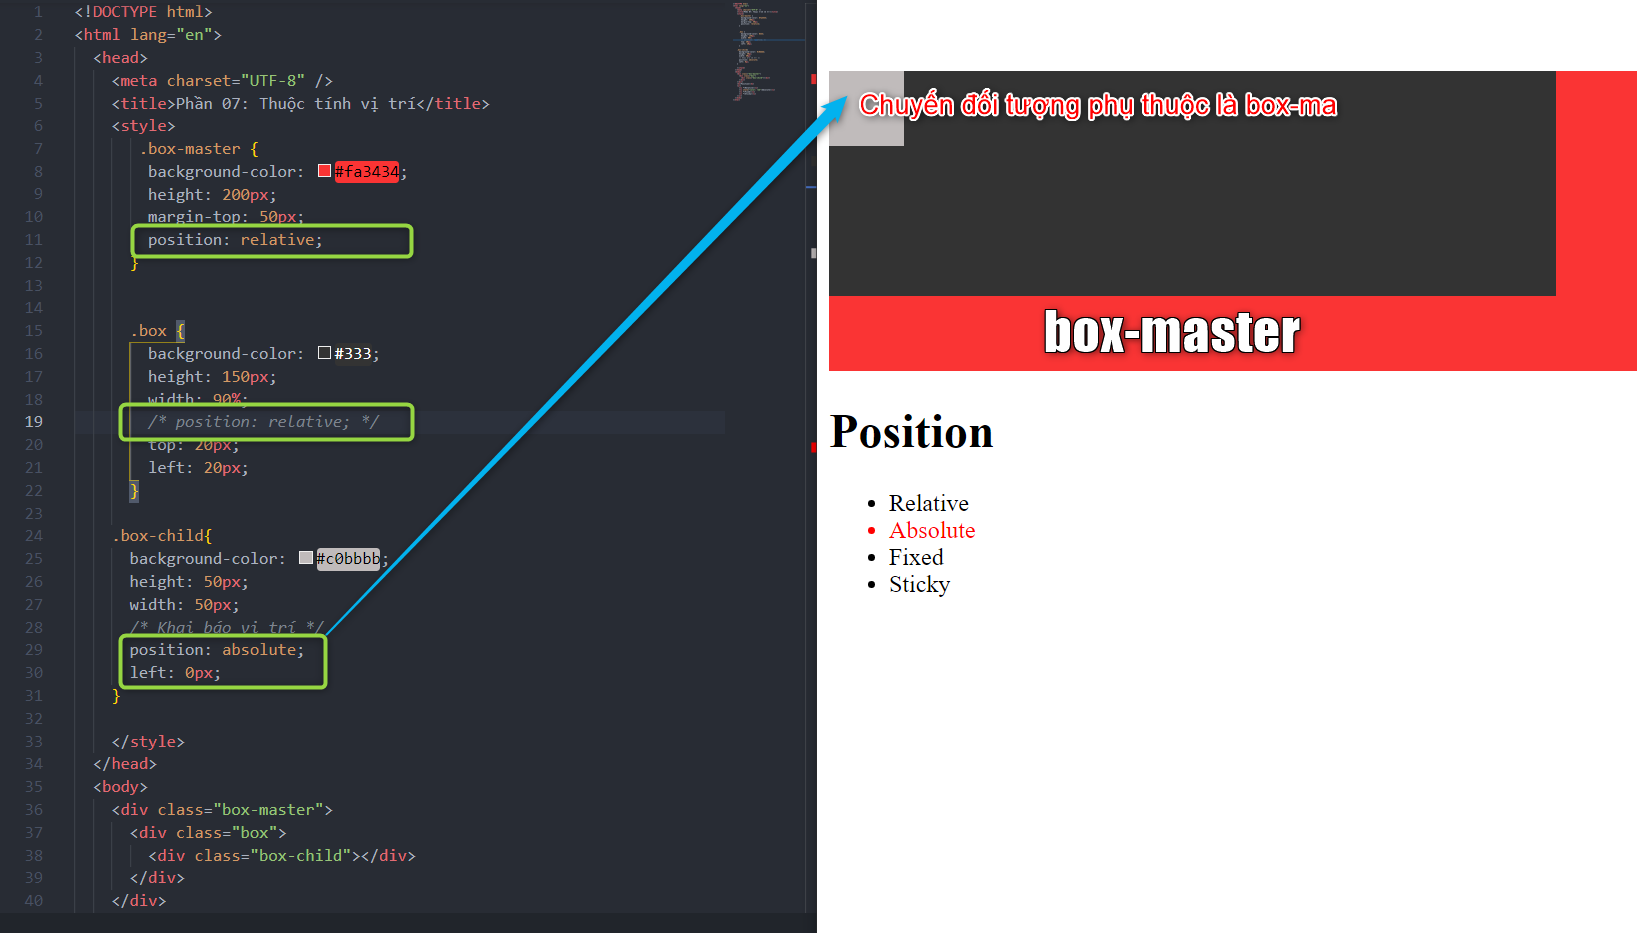 1 <!DOCTYPE html>
2 <html lang="en">
3 <head>
4 <meta charset="UTF-8" />
5 <title>Phần 07: Thuộc tính vị trí</title>
6 <style>
7 .box-master {
8 background-color: #fa3434;
9 height: 200px;
10 margin-top: 50px;
11 position: relative;
12 }
13
14
15 .box {
16 background-color: #333;
17 height: 150px;
18 width: 90%;
19 /* position: relative; */
20 top: 20px;
21 left: 20px;
22 }
23
24 .box-child{
25 background-color: #c0bbbb;
26 height: 50px;
27 width: 50px;
28 /* Khai báo vị trí */
29 position: absolute;
30 left: 0px;
31 }
32
33 </style>
34 </head>
35 <body>
36 <div class="box-master">
37 <div class="box">
38 <div class="box-child"></div>
39 </div>
40 </div>
Chuyến đối tượng phụ thuộc là box-ma
box-master
Position
Relative
Absolute
Fixed
Sticky